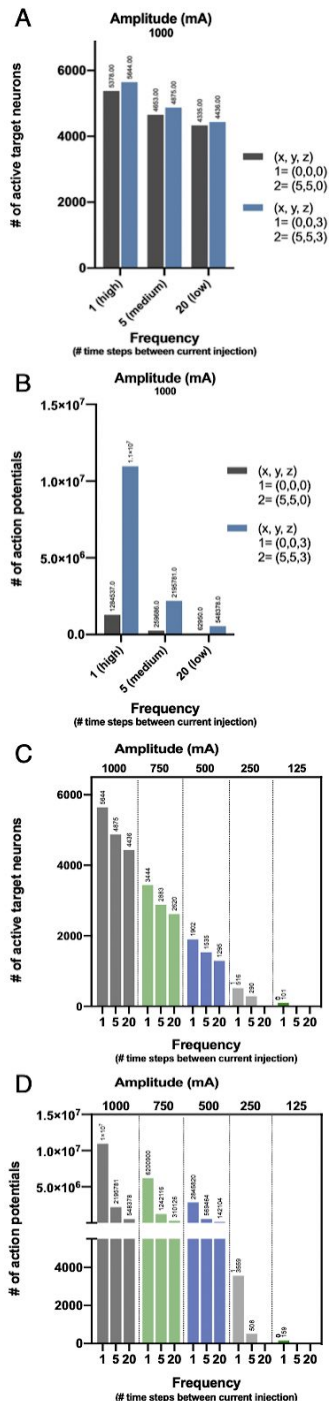 A
Amplitude (mA)
1000
# of active target neurons
6000
4000
2000
0
5378.00
5644.00
4653.00
4875.00
4335.00
4436.00
1 (high)
5 (medium)
20 (low)
(x, y, z)
1= (0,0,0)
2= (5,5,0)
(x, y, z)
1= (0,0,3)
2= (5,5,3)
Frequency
(# time steps between current injection)
B
Amplitude (mA)
1000
# of action potentials
1.5×10⁷
1.0×10⁷
5.0×10⁶
0.0
1284537.0
1.1×10⁷
259686.0
2195781.0
62950.0
548378.0
1 (high)
5 (medium)
20 (low)
(x, y, z)
1= (0,0,0)
2= (5,5,0)
(x, y, z)
1= (0,0,3)
2= (5,5,3)
Frequency
(# time steps between current injection)
C
Amplitude (mA)
1000 750 500 250 125
# of active target neurons
6000
4000
2000
0
5644
4875
4436
3444
2883
2620
1902
1535
1295
516
1
290
101
0
1 5 20 1 5 20 1 5 20 1 5 20 1 5 20
Frequency
(# time steps between current injection)
D
Amplitude (mA)
1000 750 500 250 125
# of action potentials
1.5×10⁷
1.0×10⁷
5.0×10⁶
4000
2000
0
1×10⁷
2195781
548378
6200900
1242116
310126
569464
142104
1
3559
506
159
0
1 5 20 1 5 20 1 5 20 1 5 20 1 5 20
Frequency
(# time steps between current injection)